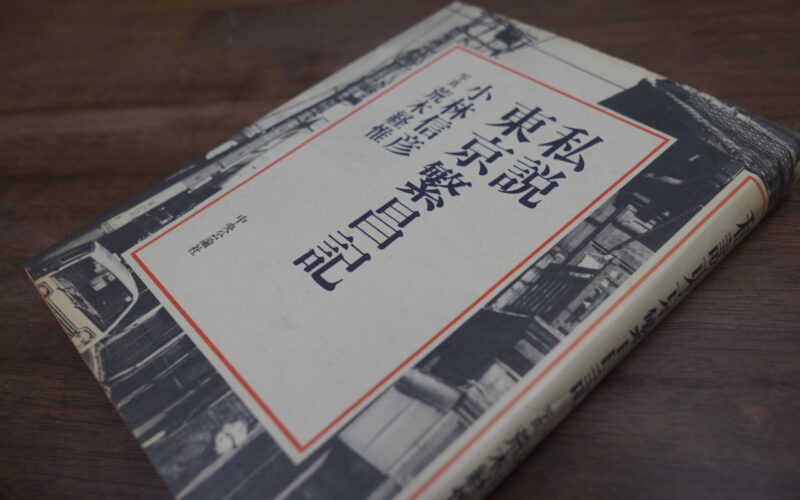 私説
東京繁昌記
小林信彦
写真 荒木経惟
中央公論社